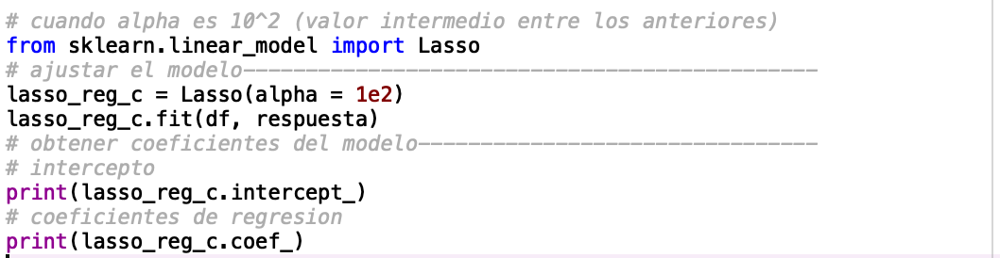 # cuando alpha es 10^2 (valor intermedio entre los anteriores)
from sklearn.linear_model import Lasso
# ajustar el modelo----------------------------------------------
lasso_reg_c = Lasso(alpha = 1e2)
lasso_reg_c.fit(df, respuesta)
# obtener coeficientes del modelo--------------------------------
# intercepto
print(lasso_reg_c.intercept_)
# coeficientes de regresion
print(lasso_reg_c.coef_)